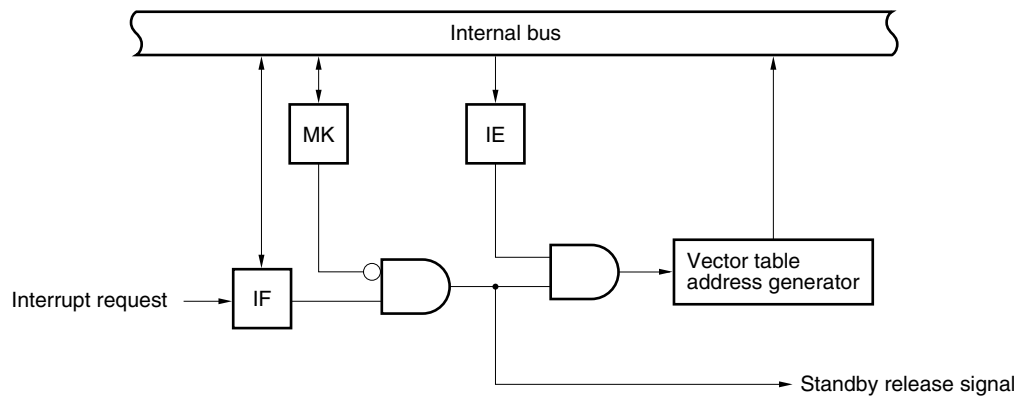 Internal bus
MK
IE
Vector table
address generator
Interrupt request
IF
Standby release signal